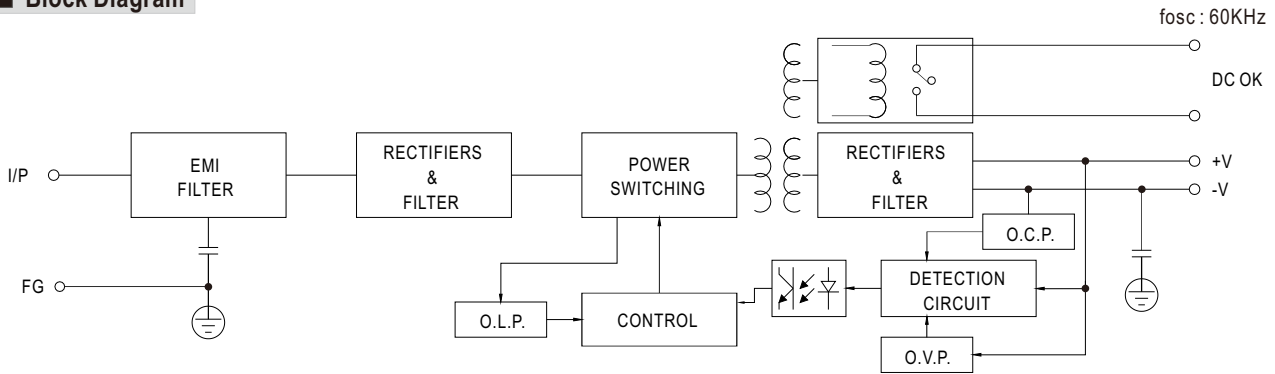 ■ Block Diagram
fosc : 60KHz
DC OK
I/P
EMI
FILTER
RECTIFIERS
&
FILTER
POWER
SWITCHING
RECTIFIERS
&
FILTER
+V
-V
O.C.P.
FG
O.L.P.
CONTROL
DETECTION
CIRCUIT
O.V.P.